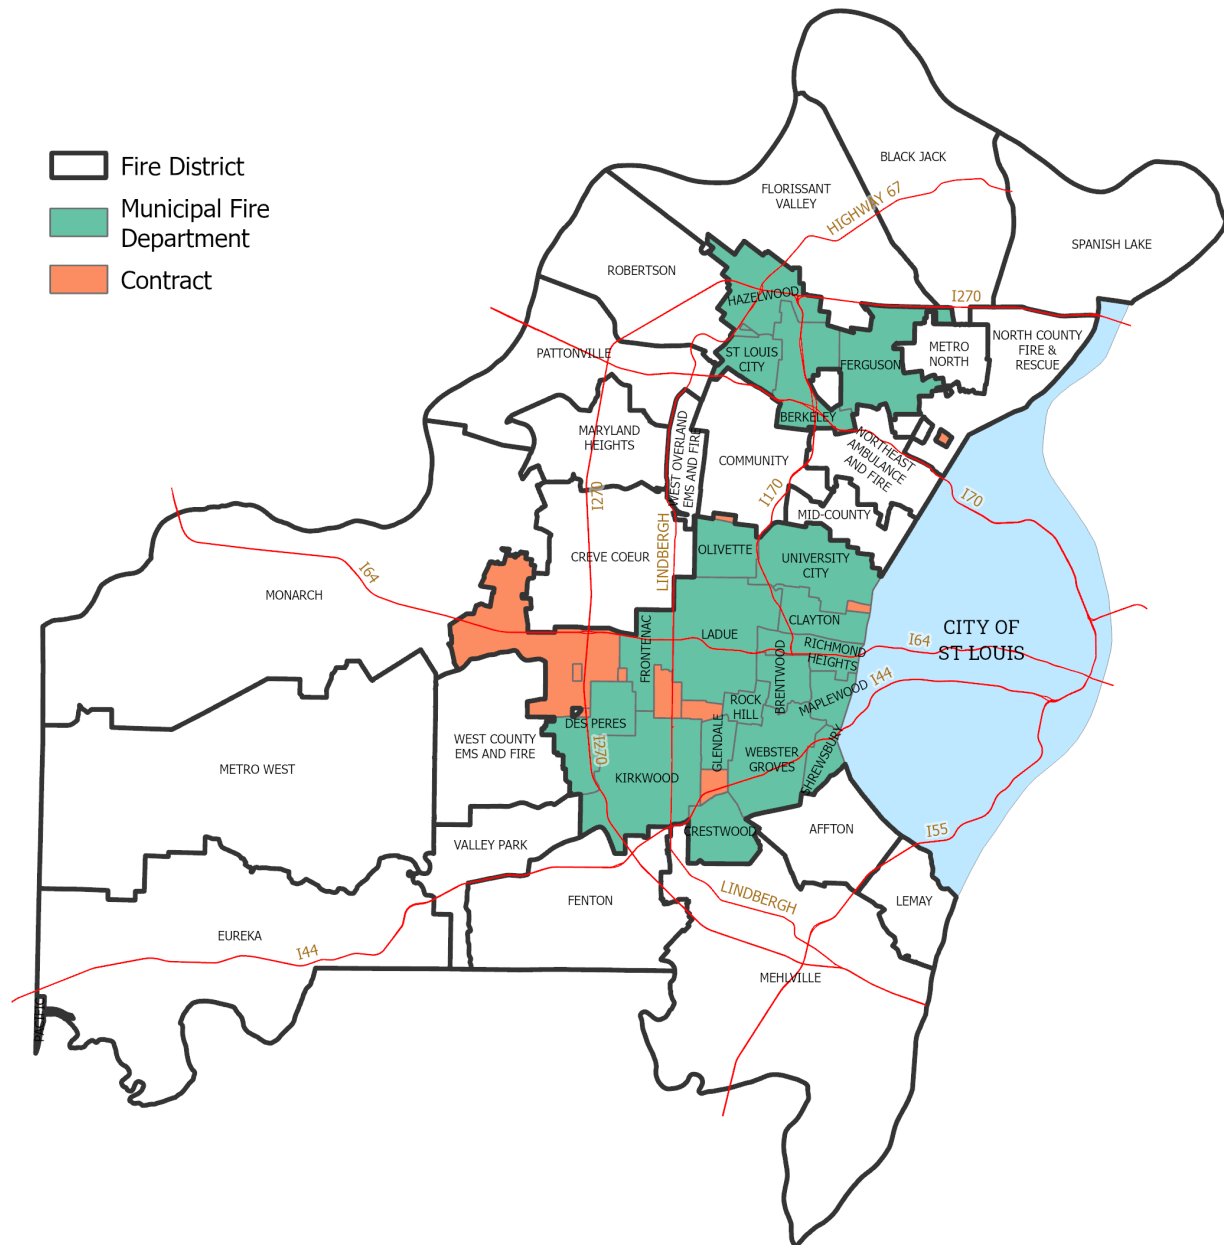 Fire District
Municipal Fire
Department
Contract
BLACK JACK
FLORISSANT
VALLEY
HIGHWAY 67
SPANISH LAKE
ROBERTSON
HAZELWOOD
I270
PATTONVILLE
ST LOUIS
CITY
FERGUSON
METRO
NORTH
NORTH COUNTY
FIRE &
RESCUE
BERKELEY
MARYLAND
HEIGHTS
WEST OVERLAND
EMS AND FIRE
COMMUNITY
NORTHEAST
AMBULANCE
AND FIRE
I270
I170
I70
MID-COUNTY
LINDBERGH
CREVE COEUR
OLIVETTE
UNIVERSITY
CITY
I64
MONARCH
CLAYTON
LADUE
FRONTENAC
RICHMOND
HEIGHTS
I64
CITY OF
ST LOUIS
BRENTWOOD
MAPLEWOOD
I44
ROCK
HILL
DES PERES
GLENDALE
WEST COUNTY
EMS AND FIRE
I270
WEBSTER
GROVES
SHREWSBURY
METRO WEST
KIRKWOOD
CRESTWOOD
AFFTON
I55
VALLEY PARK
LINDBERGH
FENTON
LEMAY
EUREKA
I44
MEHLVILLE
PACIFIC